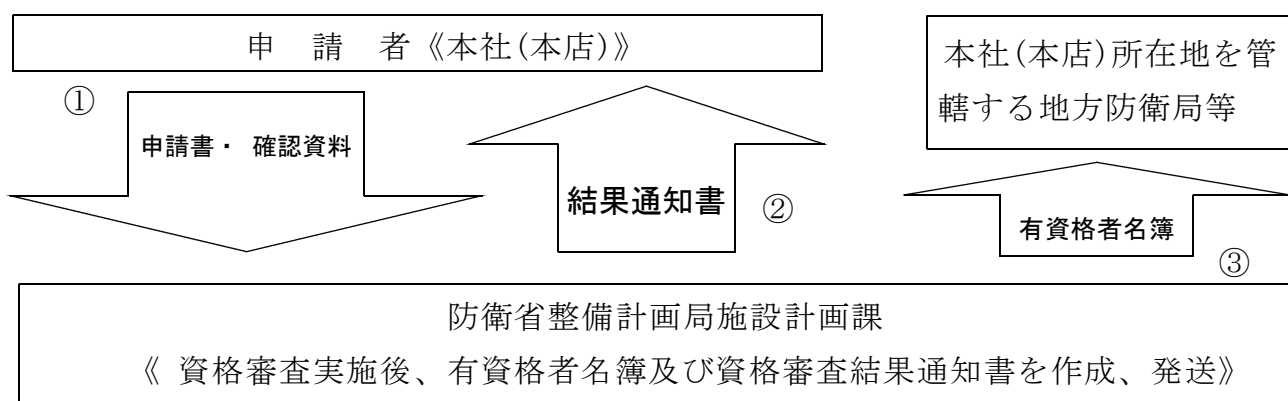 申 請 者《本社(本店)》
本社(本店)所在地を管
轄する地方防衛局等
①
申請書・ 確認資料
結果通知書
②
有資格者名簿
③
防衛省整備計画局施設計画課
《 資格審査実施後、有資格者名簿及び資格審査結果通知書を作成、発送》